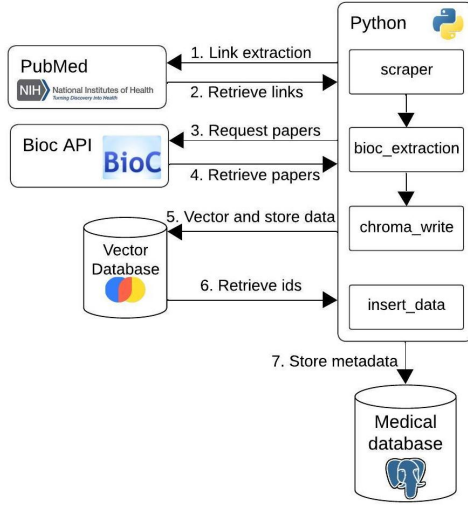 Python
1. Link extraction
PubMed
NIH
National Institutes of Health
Turning Discovery Into Health
scraper
2. Retrieve links
3. Request papers
Bioc API
BioC
bioc_extraction
4. Retrieve papers
5. Vector and store data
chroma_write
Vector
Database
6. Retrieve ids
insert_data
7. Store metadata
Medical
database